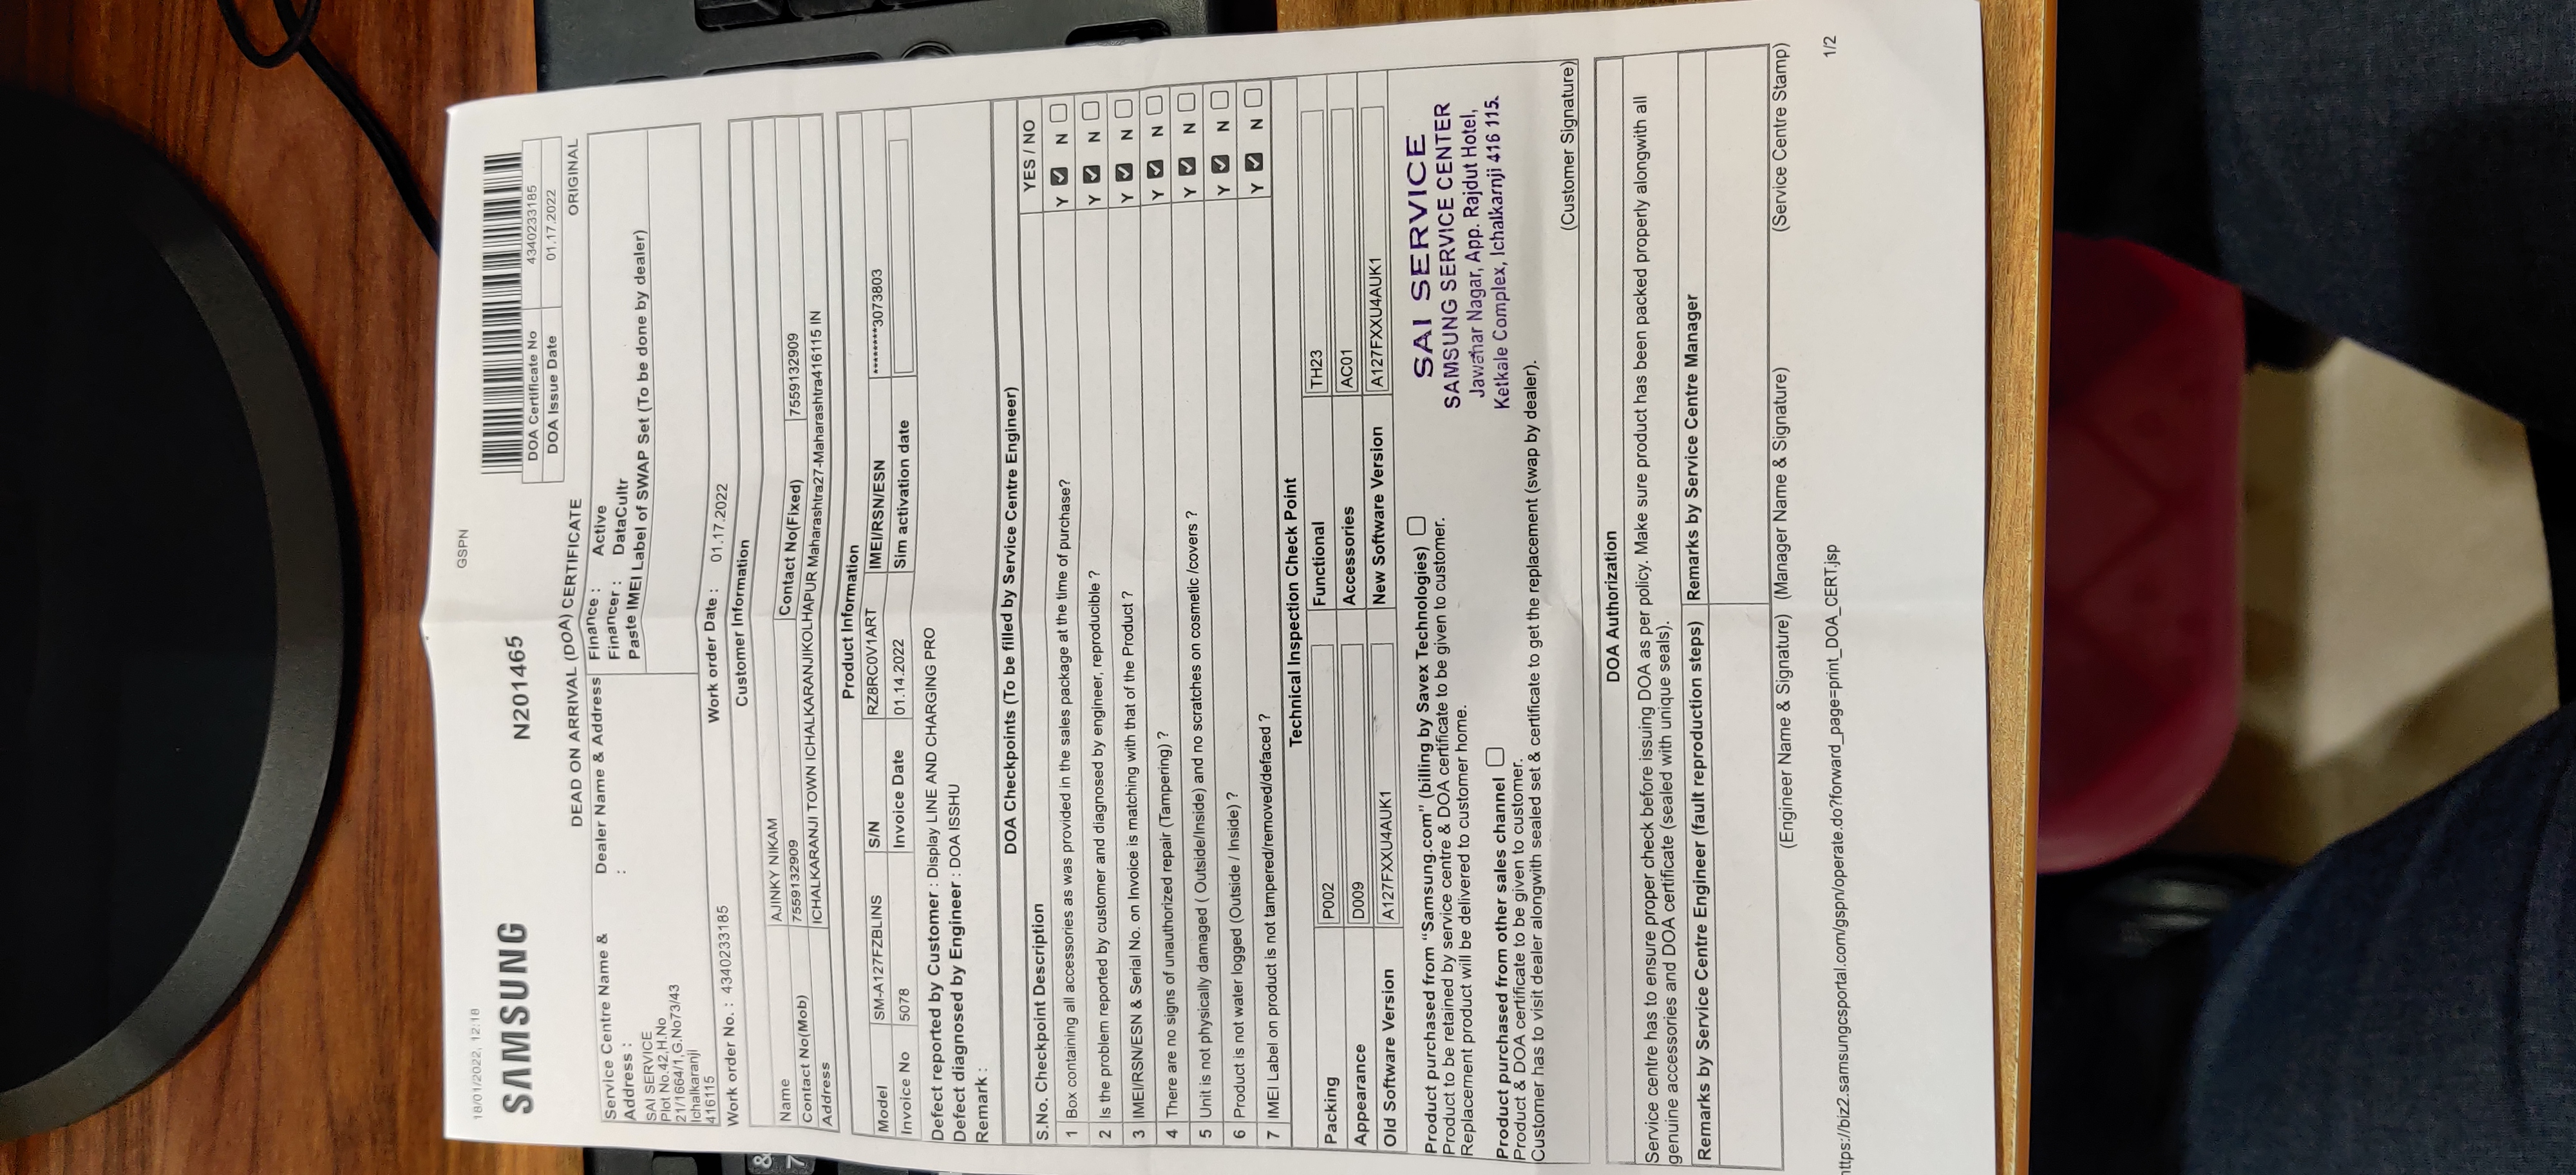 18/01/2022, 12:18
GSPN
SAMSUNG
N201465
DOA Certificate No 4340233185
DOA Issue Date 01.17.2022
DEAD ON ARRIVAL (DOA) CERTIFICATE
ORIGINAL
Service Centre Name & Address :
SAI SERVICE
Plot No.42,H.No
21/1664/1,G.No73/43
Ichalkaranji
416115
Dealer Name & Address :
Finance : Active
Financer : DataCultr
Paste IMEI Label of SWAP Set (To be done by dealer)
Work order No. : 4340233185
Work order Date : 01.17.2022
Customer Information
Name AJINKY NIKAM
Contact No(Mob) 7559132909 Contact No(Fixed) 7559132909
Address ICHALKARANJI TOWN ICHALKARANJIKOLHAPUR Maharashtra27-Maharashtra416115 IN
Product Information
Model SM-A127FZBLINS S/N RZ8RC0V1ART IMEI/RSN/ESN ********3073803
Invoice No 5078 Invoice Date 01.14.2022 Sim activation date
Defect reported by Customer : Display LINE AND CHARGING PRO
Defect diagnosed by Engineer : DOA ISSHU
Remark :
DOA Checkpoints (To be filled by Service Centre Engineer)
S.No. Checkpoint Description YES / NO
1 Box containing all accessories as was provided in the sales package at the time of purchase? Y N
2 Is the problem reported by customer and diagnosed by engineer, reproducible ? Y N
3 IMEI/RSN/ESN & Serial No. on Invoice is matching with that of the Product ? Y N
4 There are no signs of unauthorized repair (Tampering) ? Y N
5 Unit is not physically damaged ( Outside/Inside) and no scratches on cosmetic /covers ? Y N
6 Product is not water logged (Outside / Inside) ? Y N
7 IMEI Label on product is not tampered/removed/defaced ? Y N
Technical Inspection Check Point
Packing P002 Functional TH23
Appearance D009 Accessories AC01
Old Software Version A127FXXU4AUK1 New Software Version A127FXXU4AUK1
Product purchased from “Samsung.com” (billing by Savex Technologies)
Product to be retained by service centre & DOA certificate to be given to customer.
Replacement product will be delivered to customer home.
SAI SERVICE
SAMSUNG SERVICE CENTER
Jawahar Nagar, App. Rajdut Hotel,
Ketkale Complex, Ichalkarnji 416 115.
Product purchased from other sales channel
Product & DOA certificate to be given to customer.
Customer has to visit dealer alongwith sealed set & certificate to get the replacement (swap by dealer).
(Customer Signature)
DOA Authorization
Service centre has to ensure proper check before issuing DOA as per policy. Make sure product has been packed properly alongwith all
genuine accessories and DOA certificate (sealed with unique seals).
Remarks by Service Centre Engineer (fault reproduction steps) Remarks by Service Centre Manager
(Engineer Name & Signature) (Manager Name & Signature) (Service Centre Stamp)
https://biz2.samsungcsportal.com/gspn/operate.do?forward_page=print_DOA_CERT.jsp
1/2
&
7